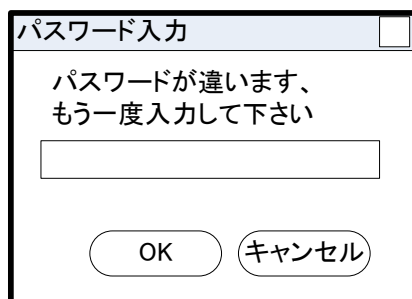 パスワード入力
パスワードが違います、
もう一度入力して下さい
OK
キャンセル